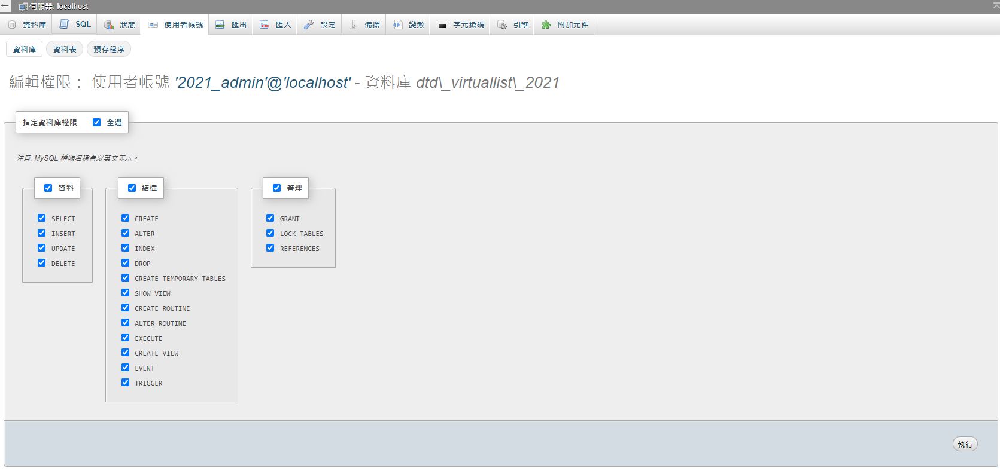 伺服器: localhost
資料庫 SQL 狀態 使用者帳號 匯出 匯入 設定 備援 變數 字元編碼 引擎 附加元件
資料庫 資料表 預存程序
編輯權限： 使用者帳號 '2021_admin'@'localhost' - 資料庫 dtd\_virtuallist\_2021
指定資料庫權限 全選
注意: MySQL 權限名稱會以英文表示。
資料
SELECT
INSERT
UPDATE
DELETE
結構
CREATE
ALTER
INDEX
DROP
CREATE TEMPORARY TABLES
SHOW VIEW
CREATE ROUTINE
ALTER ROUTINE
EXECUTE
CREATE VIEW
EVENT
TRIGGER
管理
GRANT
LOCK TABLES
REFERENCES
執行